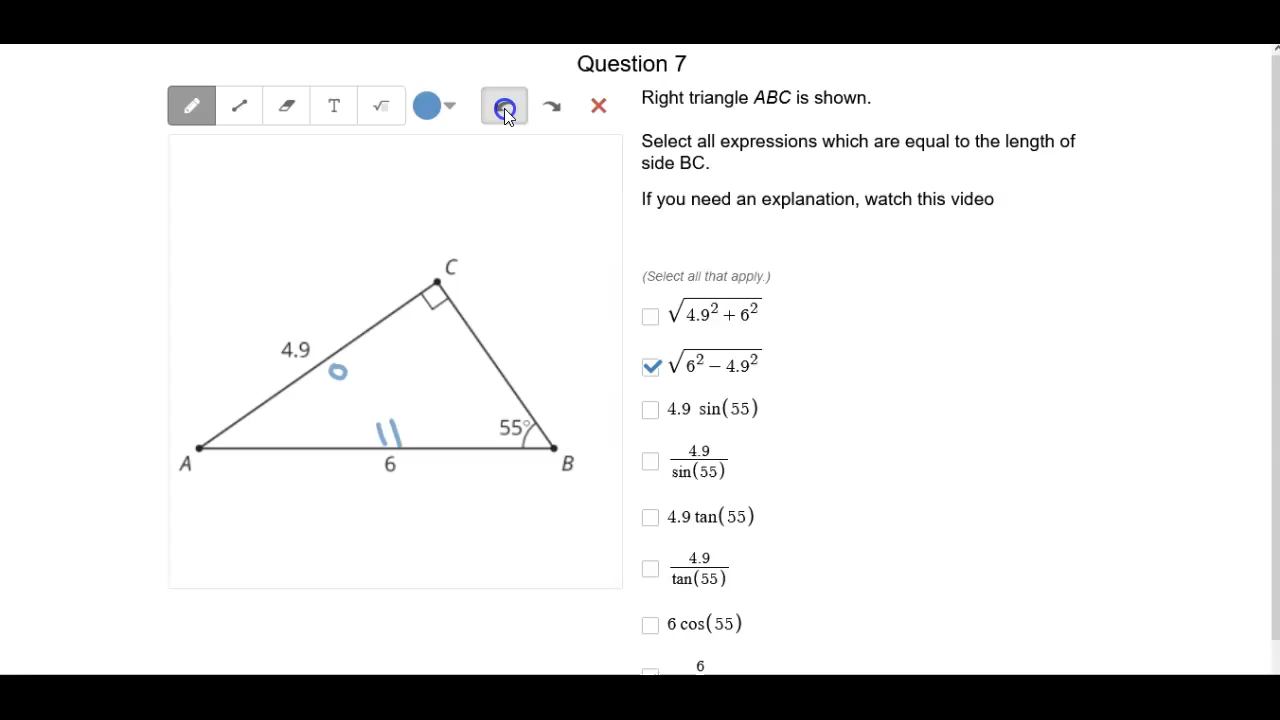 Question 7
T
√
Right triangle ABC is shown.
Select all expressions which are equal to the length of
side BC.
If you need an explanation, watch this video
(Select all that apply.)
√(4.9² + 6²)
√(6² − 4.9²)
4.9 sin(55)
4.9
sin(55)
4.9 tan(55)
4.9
tan(55)
6 cos(55)
6
C
4.9
55°
A
6
B